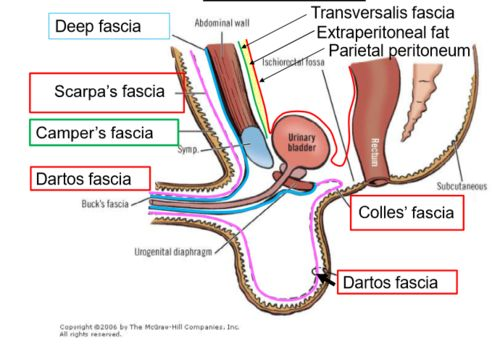 Deep fascia
Abdominal wall
Transversalis fascia
Extraperitoneal fat
Parietal peritoneum
Ischiorectal fossa
Scarpa's fascia
Camper's fascia
Symp.
Urinary
bladder
Rectum
Dartos fascia
Subcutaneous
Buck's fascia
Colles' fascia
Urogenital diaphragm
Dartos fascia
Copyright ©2006 by The McGraw-Hill Companies, Inc.
All rights reserved.